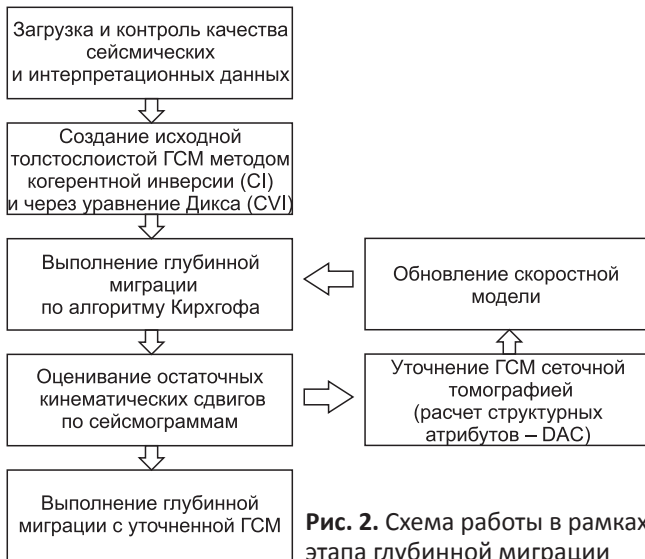 Загрузка и контроль качества
сейсмических
и интерпретационных данных
Создание исходной
толстослоистой ГСМ методом
когерентной инверсии (CI)
и через уравнение Дикса (CVI)
Выполнение глубинной
миграции
по алгоритму Кирхгофа
Обновление скоростной
модели
Оценивание остаточных
кинематических сдвигов
по сейсмограммам
Уточнение ГСМ сеточной
томографией
(расчет структурных
атрибутов – DAC)
Выполнение глубинной
миграции с уточненной ГСМ
Рис. 2. Схема работы в рамках
этапа глубинной миграции